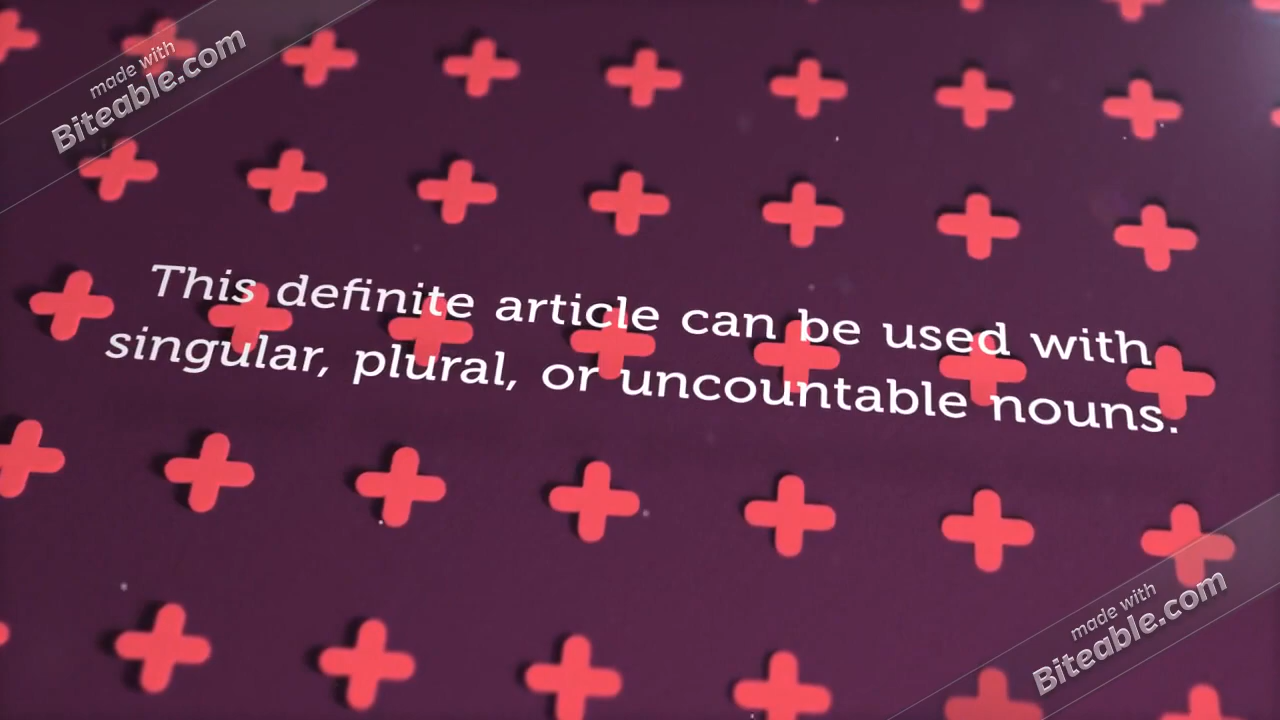 made with
Biteable.com
This definite article can be used with
singular, plural, or uncountable nouns.
made with
Biteable.com